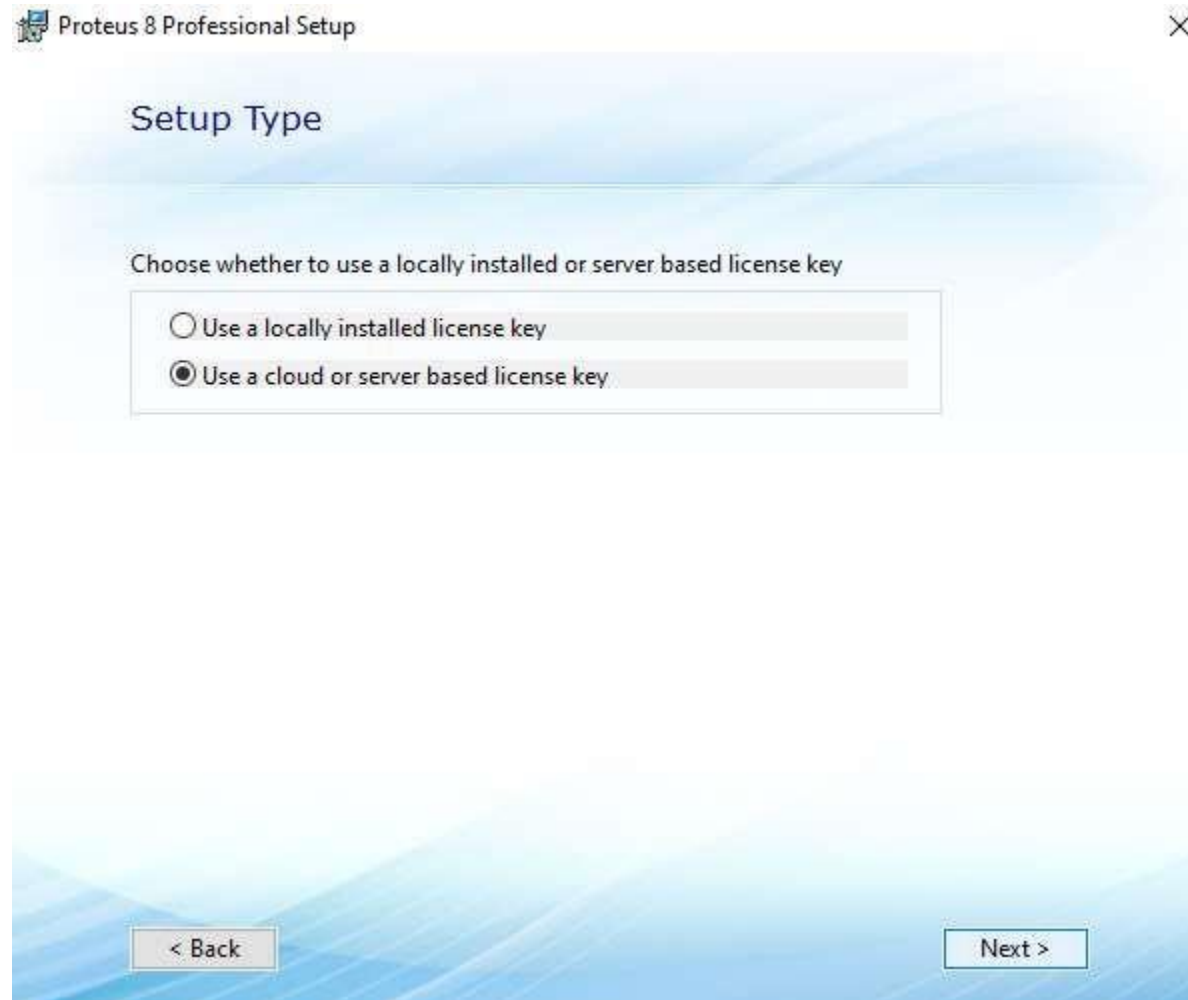 Proteus 8 Professional Setup
Setup Type
Choose whether to use a locally installed or server based license key
Use a locally installed license key
Use a cloud or server based license key
< Back
Next >